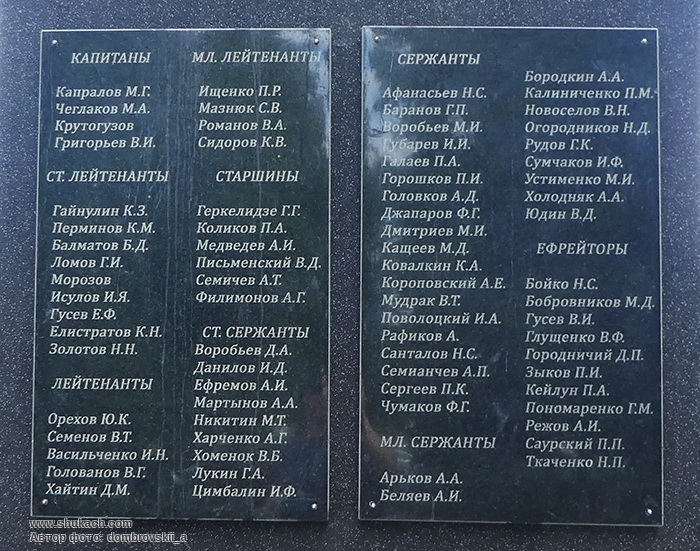 КАПИТАНЫ
Капралов М.Г.
Чеглаков М.А.
Крутогузов
Григорьев В.И.
СТ. ЛЕЙТЕНАНТЫ
Гайнулин К.З.
Перминов К.М.
Балматов Б.Д.
Ломов Г.И.
Морозов
Исулов И.Я.
Гусев Е.Ф.
Елистратов К.Н.
Золотов Н.Н.
ЛЕЙТЕНАНТЫ
Орехов Ю.К.
Семенов В.Т.
Васильченко И.Н.
Голованов В.Г.
Хайтин Д.М.
МЛ. ЛЕЙТЕНАНТЫ
Ищенко П.Р.
Мазнюк С.В.
Романов В.А.
Сидоров К.В.
СТАРШИНЫ
Геркелидзе Г.Г.
Коликов П.А.
Медведев А.И.
Письменский В.Д.
Семичев А.Т.
Филимонов А.Г.
СТ. СЕРЖАНТЫ
Воробьев Д.А.
Данилов И.Д.
Ефремов А.И.
Мартынов А.А.
Никитин М.Т.
Харченко А.Г.
Хоменок В.Б.
Лукин Г.А.
Цимбалин И.Ф.
СЕРЖАНТЫ
Афанасьев Н.С.
Баранов Г.П.
Воробьев М.И.
Губарев И.И.
Галаев П.А.
Горошков П.И.
Головков А.Д.
Джапаров Ф.Г.
Дмитриев М.И.
Кащеев М.Д.
Ковалкин К.А.
Короповский А.Е.
Мудрак В.Т.
Поволоцкий И.А.
Рафиков А.
Санталов Н.С.
Семианчев А.П.
Сергеев П.К.
Чумаков Ф.Г.
МЛ. СЕРЖАНТЫ
Арьков А.А.
Беляев А.И.
Бородкин А.А.
Калиниченко П.М.
Новоселов В.Н.
Огородников Н.Д.
Рудов Г.К.
Сумчаков И.Ф.
Устименко М.И.
Холодняк А.А.
Юдин В.Д.
ЕФРЕЙТОРЫ
Бойко Н.С.
Бобровников М.Д.
Гусев В.И.
Глущенко В.Ф.
Городничий Д.П.
Зыков П.И.
Кейлун П.А.
Пономаренко Г.М.
Режов А.И.
Саурский П.П.
Ткаченко Н.П.
www.shukach.com
Автор фото: dombrovskii_a